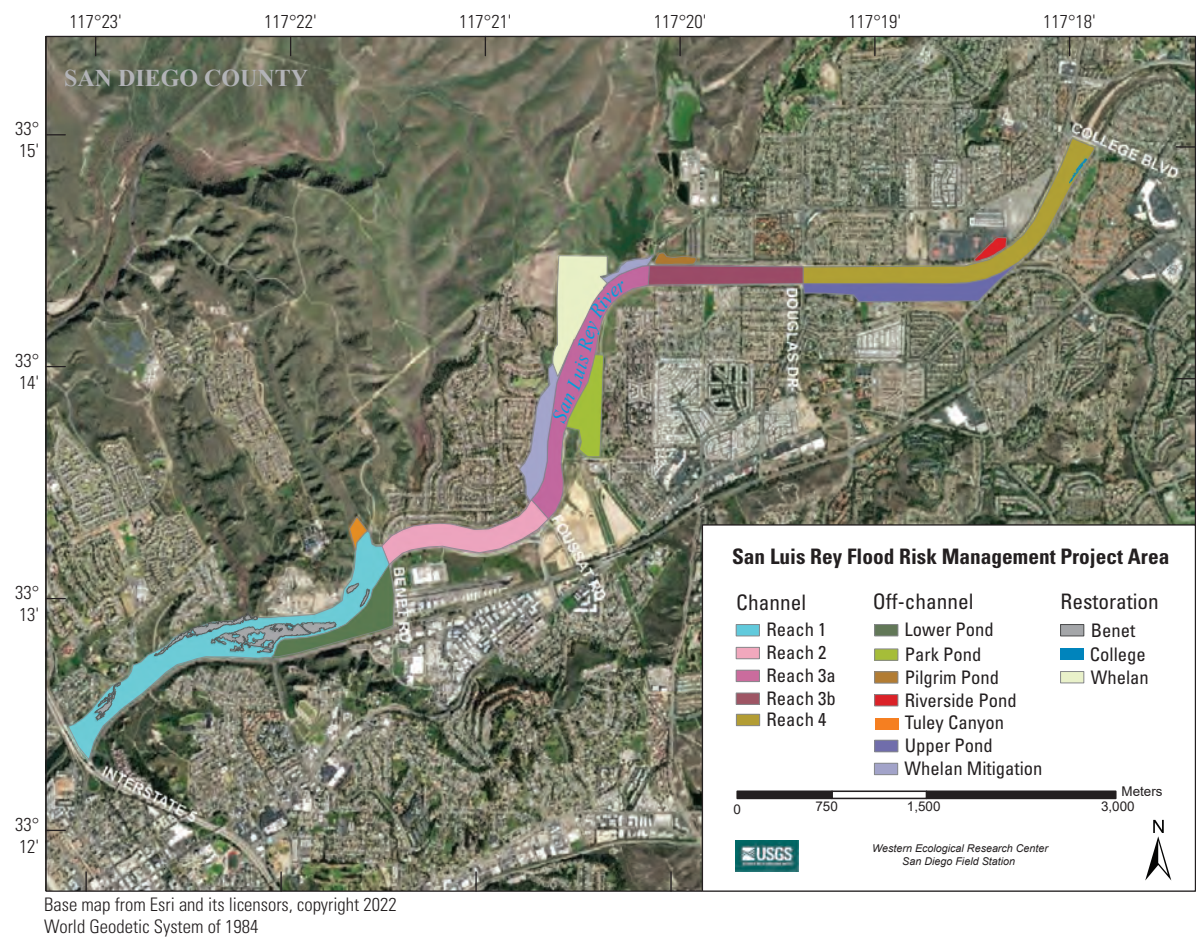 117°23' 117°22' 117°21' 117°20' 117°19' 117°18'
SAN DIEGO COUNTY
33°
15'
COLLEGE BLVD
San Luis Rey River
DOUGLAS DR
33°
14'
FOUSSAT RD
BENET RD
33°
13'
INTERSTATE 5
33°
12'
San Luis Rey Flood Risk Management Project Area
Channel
Reach 1
Reach 2
Reach 3a
Reach 3b
Reach 4
Off-channel
Lower Pond
Park Pond
Pilgrim Pond
Riverside Pond
Tuley Canyon
Upper Pond
Whelan Mitigation
Restoration
Benet
College
Whelan
0 750 1,500 3,000 Meters
USGS
Western Ecological Research Center
San Diego Field Station
N
Base map from Esri and its licensors, copyright 2022
World Geodetic System of 1984